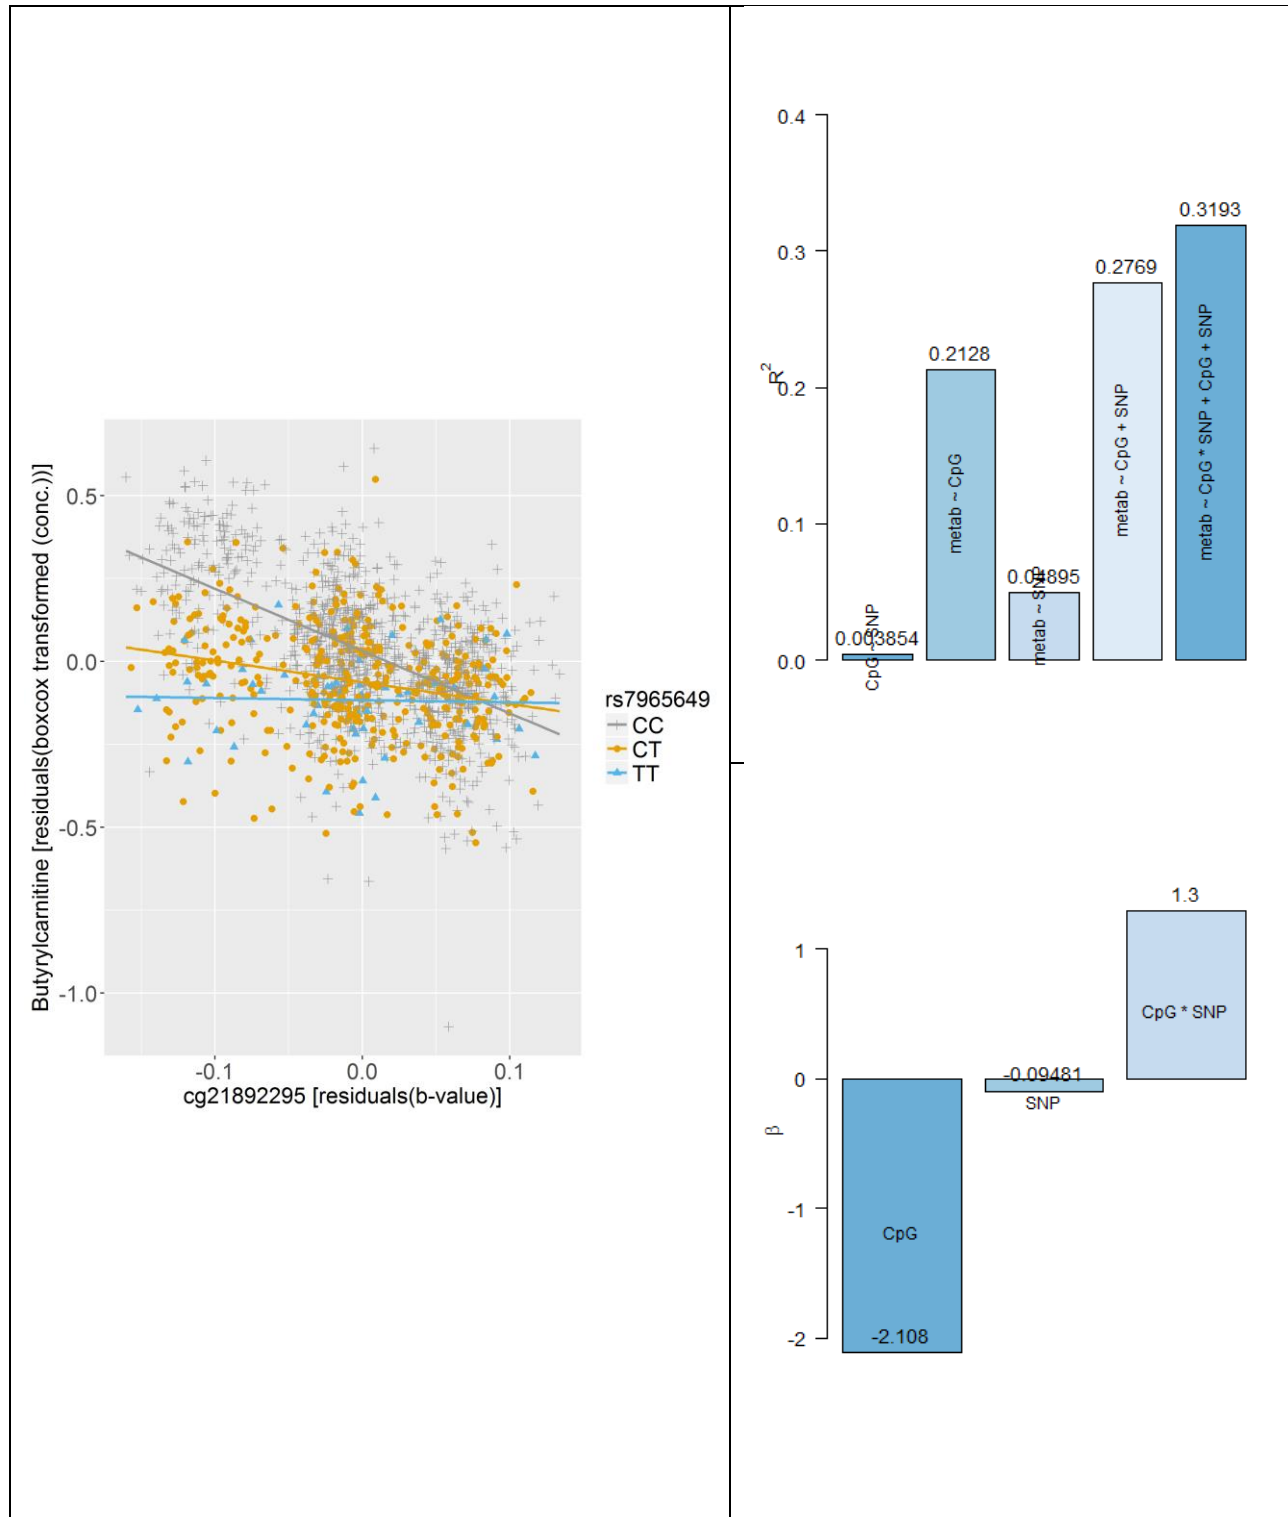 Butyrylcarnitine [residuals(boxcox transformed (conc.))]
0.5
0.0
-0.5
-1.0
-0.1
0.0
0.1
cg21892295 [residuals(b-value)]
rs7965649
CC
CT
TT
R2
0.4
0.3
0.2
0.1
0.0
0.003854
CpG ~ SNP
0.2128
metab ~ CpG
0.04895
metab ~ SNP
0.2769
metab ~ CpG + SNP
0.3193
metab ~ CpG * SNP + CpG + SNP
β
1
0
-1
-2
CpG
-2.108
-0.09481
SNP
1.3
CpG * SNP